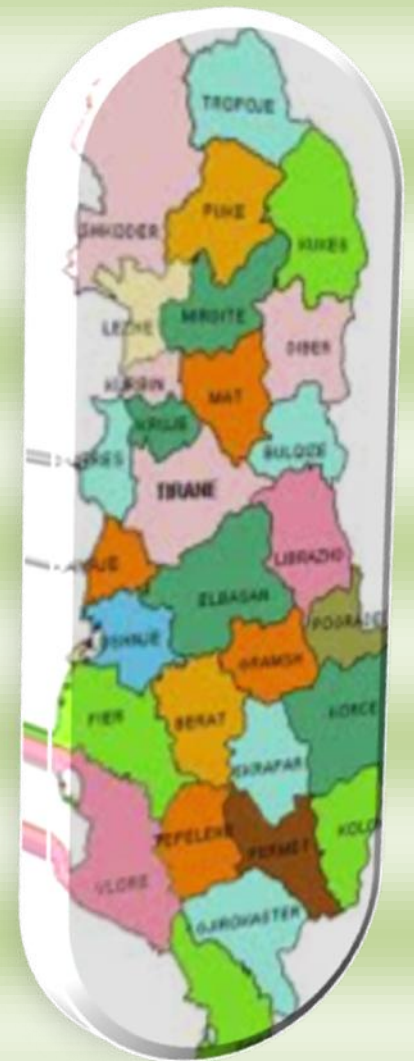 TROPOJE
PUKE
KUKES
SHKODER
LEZHE
MIRDITE
DIBER
KURBIN
MAT
KRUJE
BULQIZE
TIRANE
LIBRAZHD
ELBASAN
POGRADE
GRAMSH
FIER
BERAT
KORCE
SKRAPAR
TEPELENE
PERMET
KOLO
VLORE
GJIROKASTER